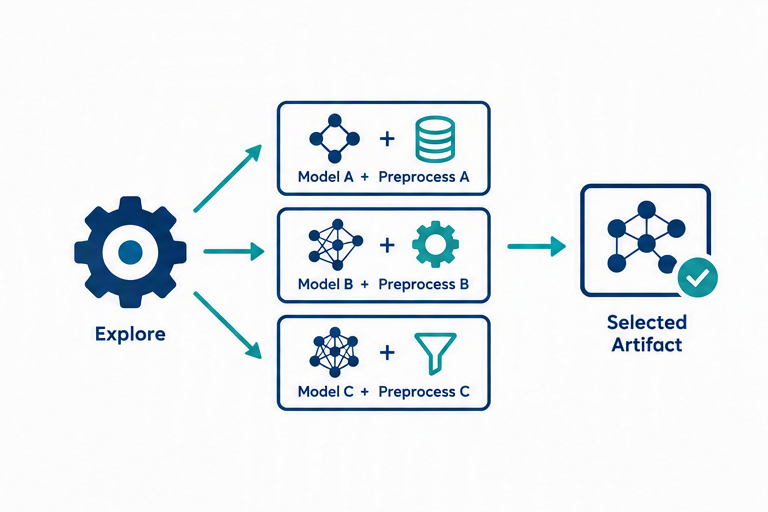 Model A + Preprocess A
Model B + Preprocess B
Explore
Selected
Artifact
Model C + Preprocess C